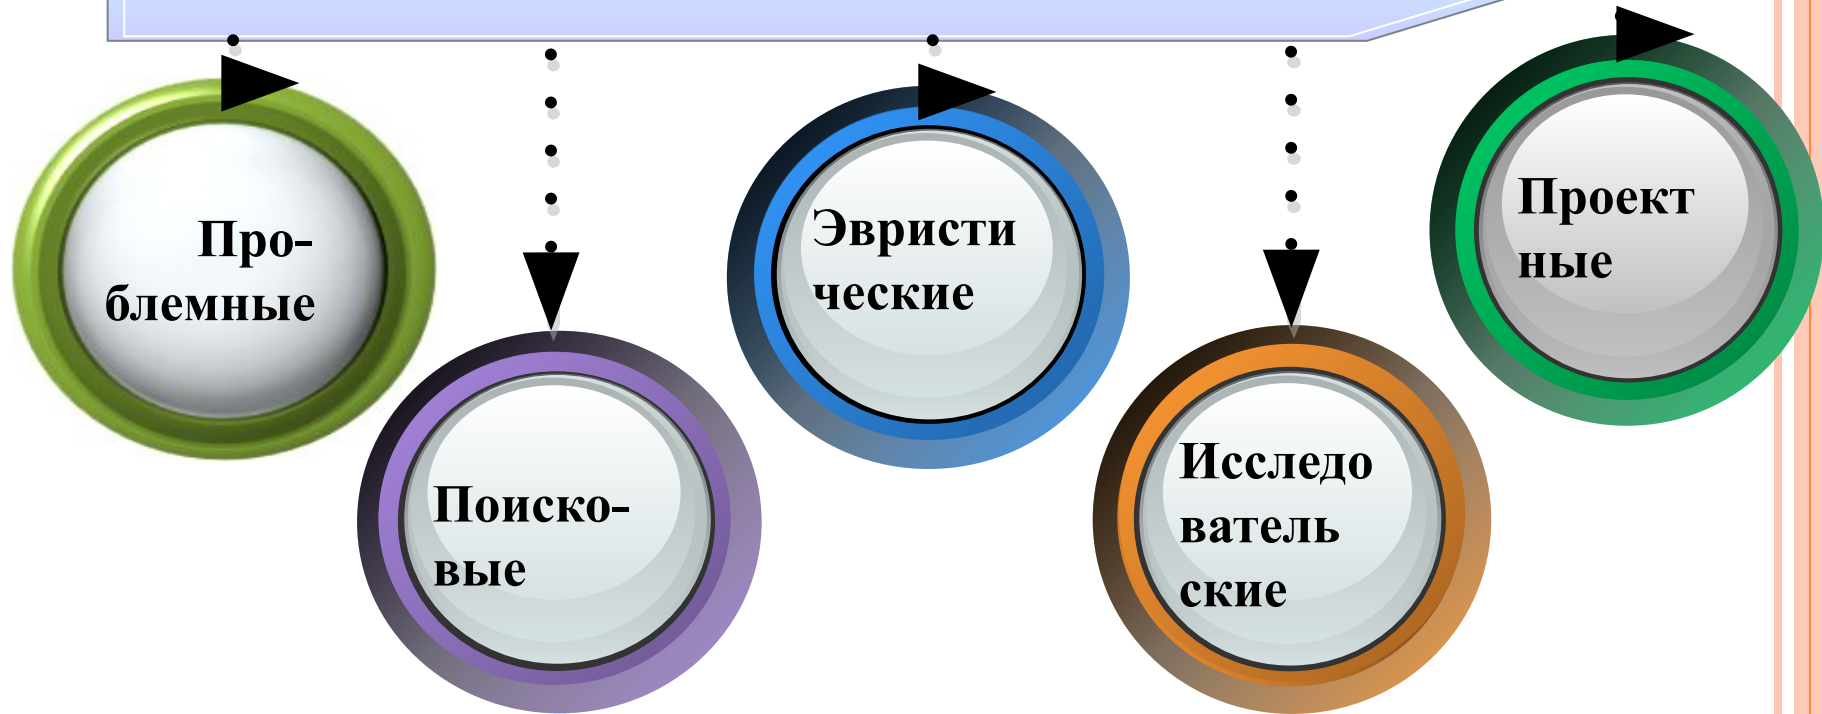 Про-
блемные
Поиско-
вые
Эвристи
ческие
Исследо
ватель
ские
Проект
ные